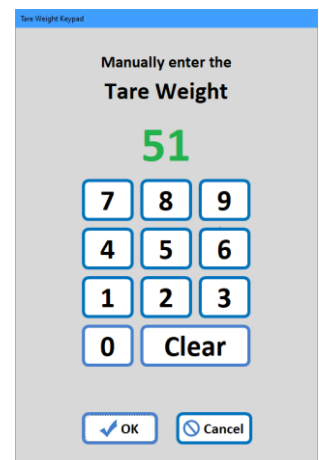 Tare Weight Keypad
Manually enter the
Tare Weight
51
7 8 9
4 5 6
1 2 3
0 Clear
OK Cancel